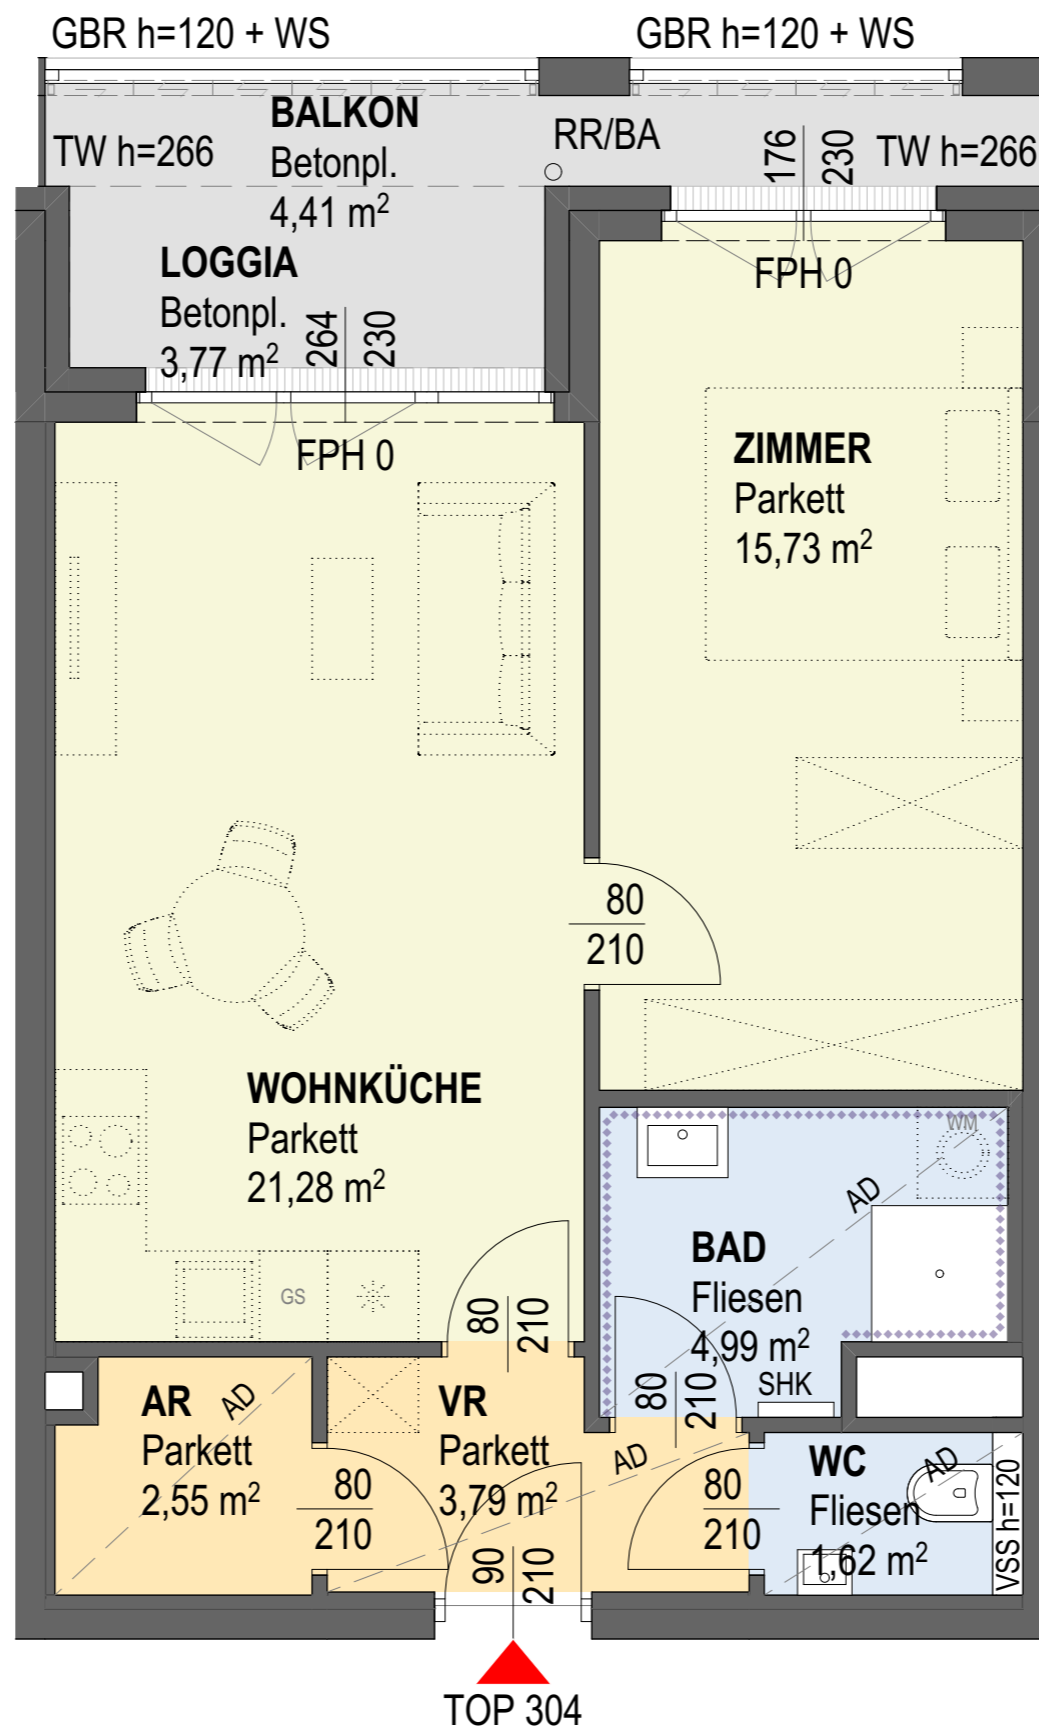 GBR h=120 + WS
GBR h=120 + WS
BALKON
Betonpl.
4,41 m²
TW h=266
RR/BA
176
230
TW h=266
LOGGIA
Betonpl.
3,77 m²
264
230
FPH 0
FPH 0
ZIMMER
Parkett
15,73 m²
80
210
WOHNKÜCHE
Parkett
21,28 m²
GS
80
210
WM
AD
BAD
Fliesen
4,99 m²
SHK
80
210
AR
Parkett
2,55 m²
AD
80
210
VR
Parkett
3,79 m²
AD
90
210
80
210
WC
Fliesen
1,62 m²
AD
VSS h=120
TOP 304